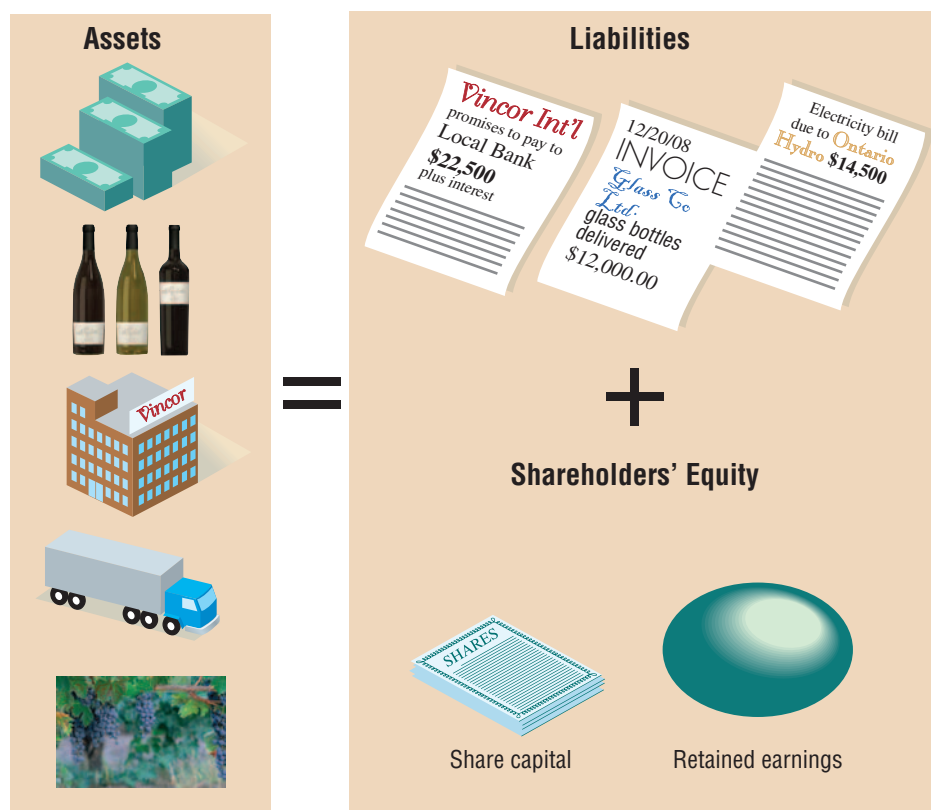 Assets
Vincor
=
Liabilities
Vincor Int'l
promises to pay to
Local Bank
$22,500
plus interest
12/20/08
INVOICE
Glass Co
Ltd.
glass bottles
delivered
$12,000.00
Electricity bill
due to Ontario
Hydro $14,500
+
Shareholders' Equity
SHARES
Share capital
Retained earnings